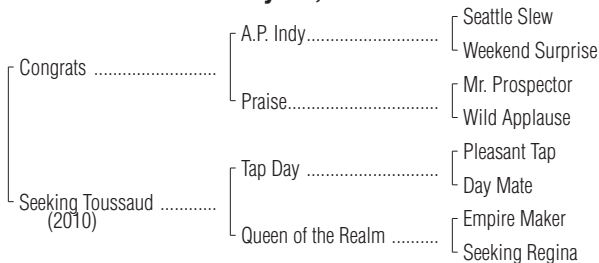 Seattle Slew
A.P. Indy
Weekend Surprise
Congrats
Mr. Prospector
Praise
Wild Applause
Pleasant Tap
Tap Day
Day Mate
Seeking Toussaud
(2010)
Empire Maker
Queen of the Realm
Seeking Regina